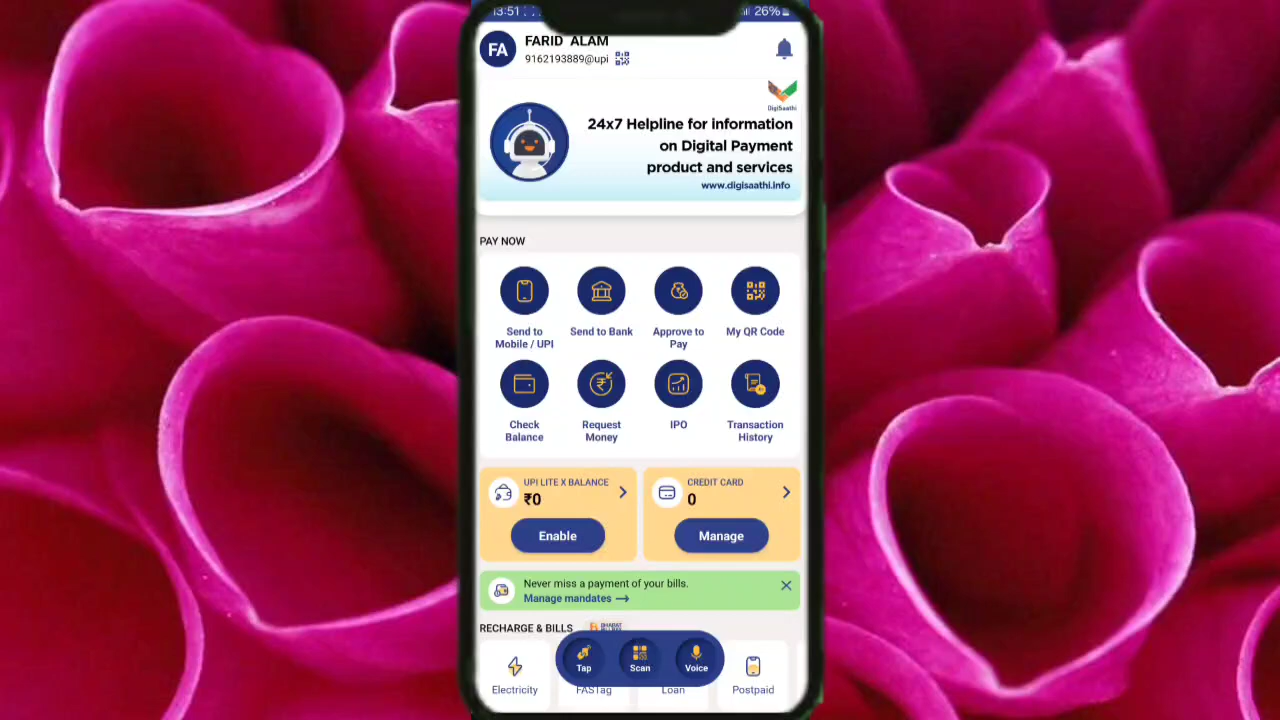 13:51
26%
FA
FARID ALAM
9162193889@upi
DigiSaathi
24x7 Helpline for information
on Digital Payment
product and services
www.digisaathi.info
PAY NOW
Send to
Mobile / UPI
Send to Bank
Approve to
Pay
My QR Code
Check
Balance
Request
Money
IPO
Transaction
History
UPI LITE X BALANCE
₹0
Enable
CREDIT CARD
0
Manage
Never miss a payment of your bills.
Manage mandates →
RECHARGE & BILLS
Tap
Scan
Voice
Electricity
FASTag
Loan
Postpaid